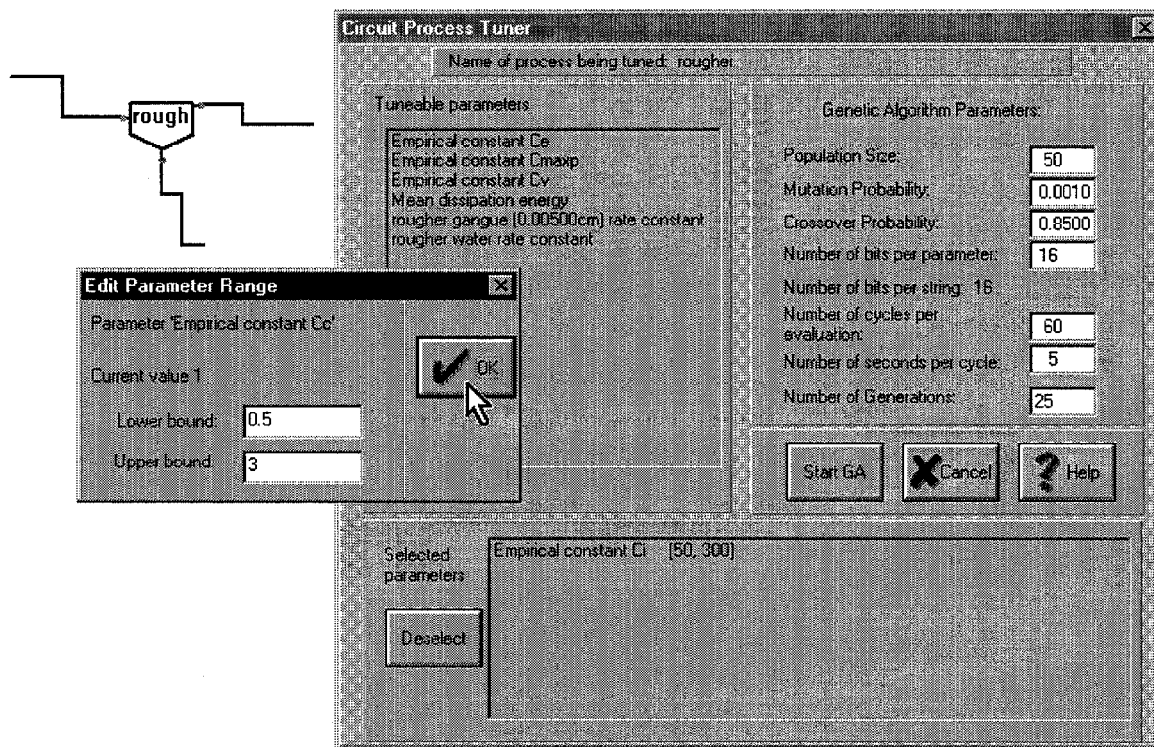 Circuit Process Tuner
Name of process being tuned: rougher
rough
Tuneable parameters
Empirical constant Ce
Empirical constant Cmaxp
Empirical constant Cv
Mean dissipation energy
rougher gangue (0.00500cm) rate constant
rougher water rate constant
Genetic Algorithm Parameters:
Population Size: 50
Mutation Probability: 0.0010
Crossover Probability: 0.8500
Number of bits per parameter: 16
Number of bits per string: 16
Number of cycles per
evaluation: 60
Number of seconds per cycle: 5
Number of Generations: 25
Start GA
Cancel
Help
Edit Parameter Range
Parameter 'Empirical constant Cc'
Current value 1
OK
Lower bound: 0.5
Upper bound: 3
Selected
parameters
Empirical constant Ci [50, 300]
Deselect